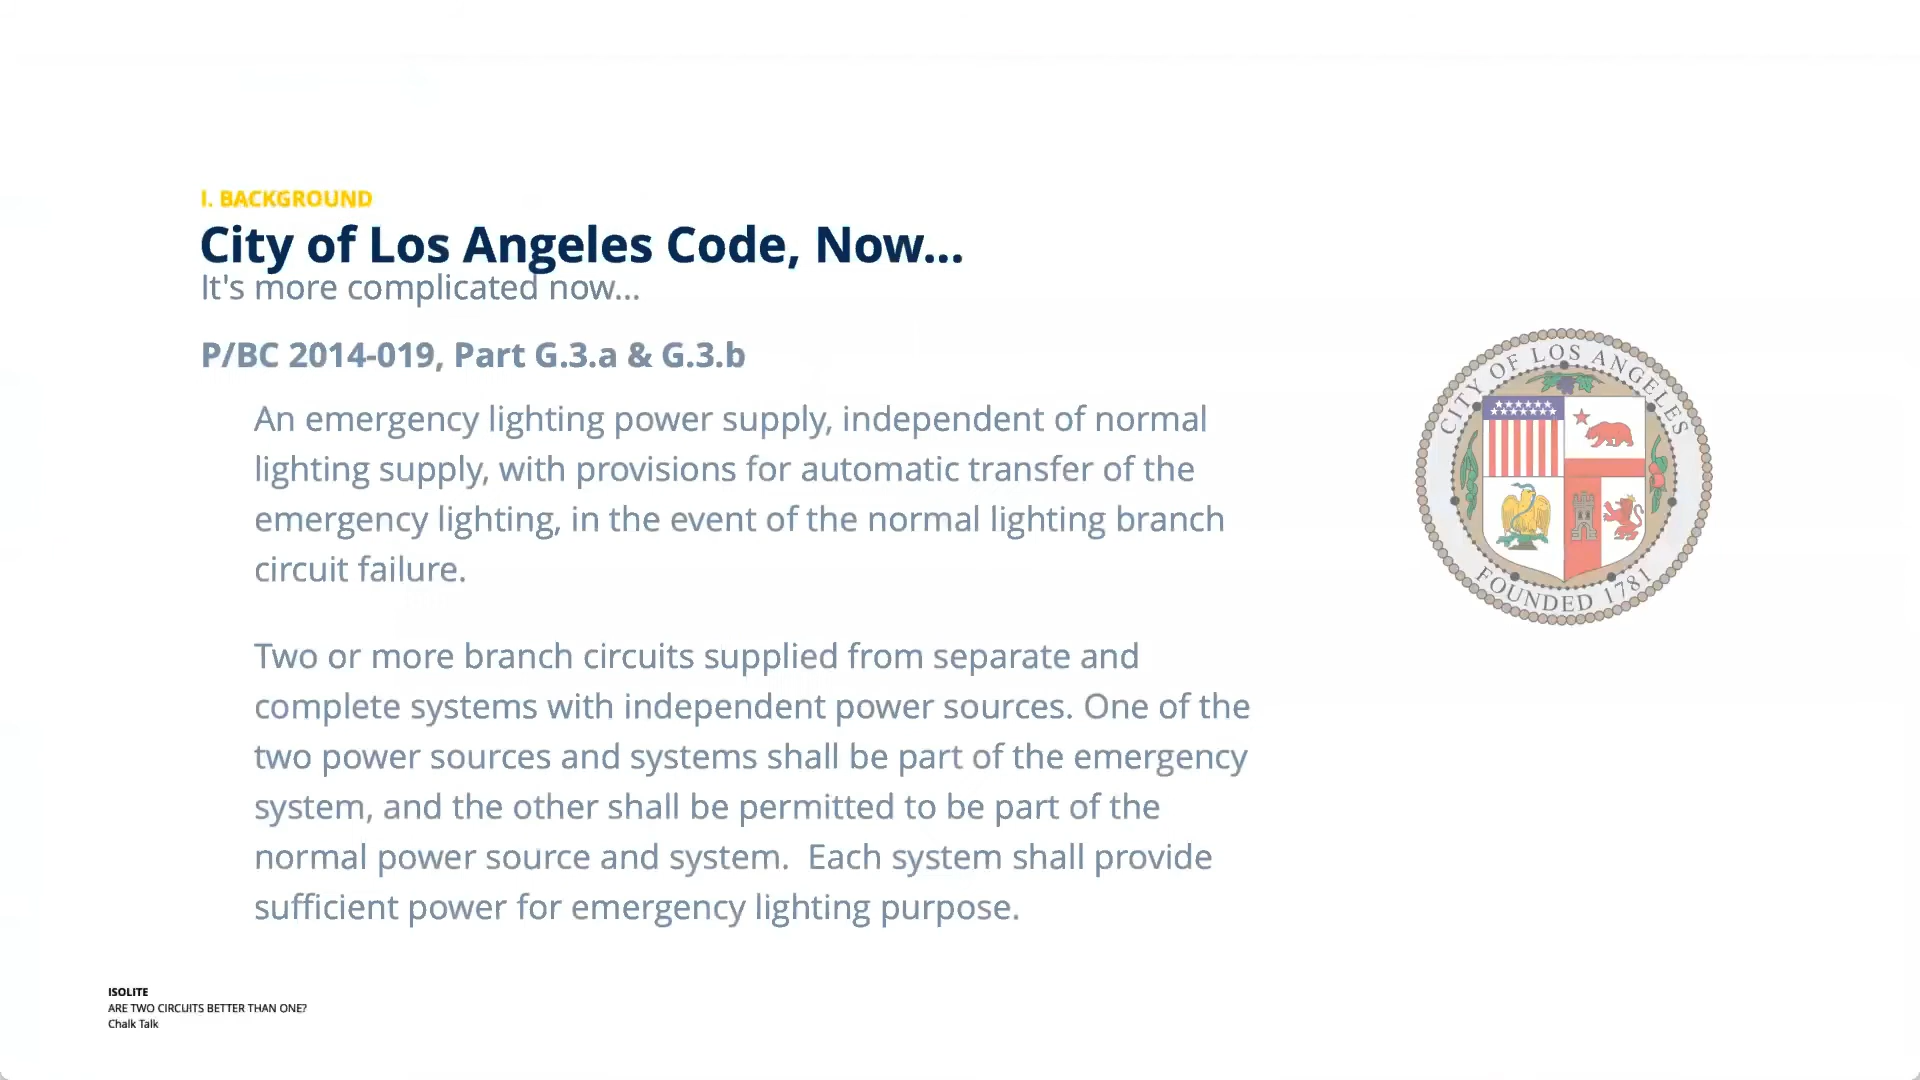 I. BACKGROUND
City of Los Angeles Code, Now...
It's more complicated now...
P/BC 2014-019, Part G.3.a & G.3.b
An emergency lighting power supply, independent of normal
lighting supply, with provisions for automatic transfer of the
emergency lighting, in the event of the normal lighting branch
circuit failure.
Two or more branch circuits supplied from separate and
complete systems with independent power sources. One of the
two power sources and systems shall be part of the emergency
system, and the other shall be permitted to be part of the
normal power source and system.  Each system shall provide
sufficient power for emergency lighting purpose.
CITY OF LOS ANGELES
FOUNDED 1781
ISOLITE
ARE TWO CIRCUITS BETTER THAN ONE?
Chalk Talk